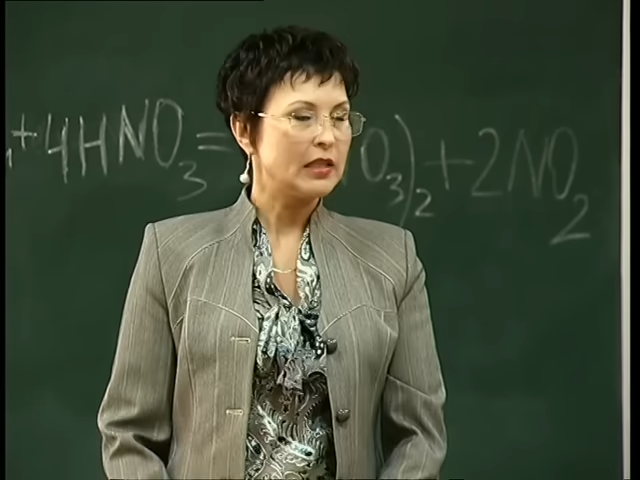 + 4HNO₃ = O₃)₂ + 2NO₂